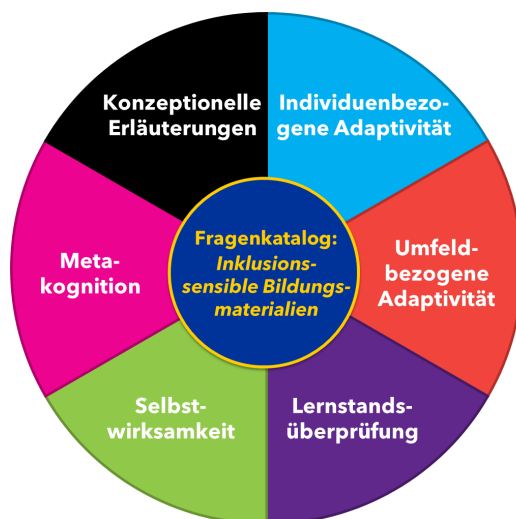 Konzeptionelle
Erläuterungen
Individuenbezo-
gene Adaptivität
Umfeld-
bezogene
Adaptivität
Lernstands-
überprüfung
Selbst-
wirksamkeit
Meta-
kognition
Fragenkatalog:
Inklusions-
sensible Bildungs-
materialien